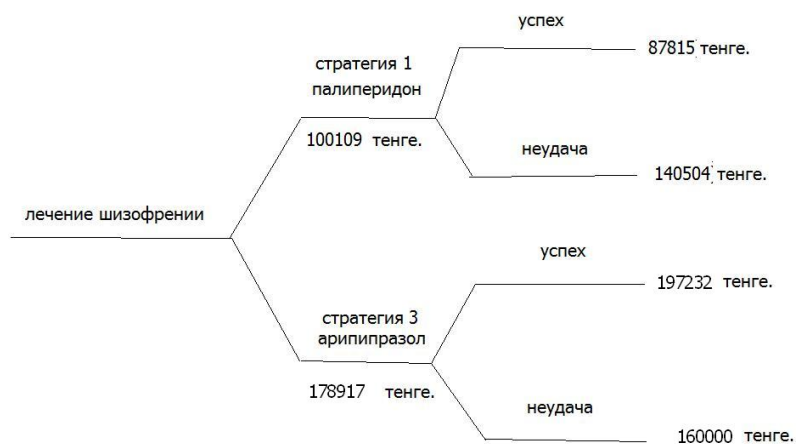 успех
87815 тенге.
стратегия 1
палиперидон
100109 тенге.
неудача
140504 тенге.
лечение шизофрении
успех
197232 тенге.
стратегия 3
арипипразол
178917 тенге.
неудача
160000 тенге.